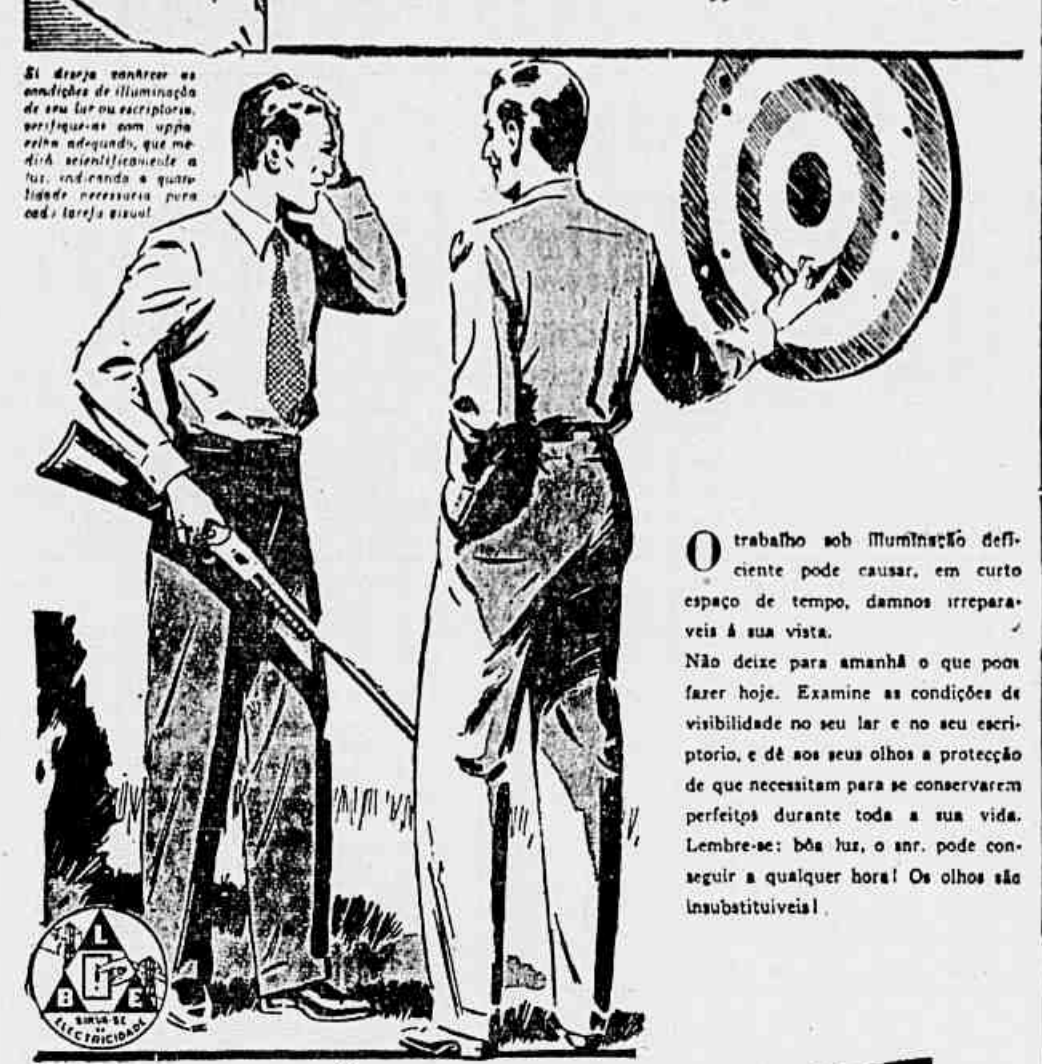 Si deseja conhecer as
condições de illuminação
de seu lar ou escriptorio,
verifique-as com appa
relho adequado, que me-
dirá scientificamente a
luz, indicando a quan-
tidade necessaria para
cada tarefa visual
O trabalho sob illuminação defi-
ciente pode causar, em curto
espaço de tempo, damnos irrepara-
veis á sua vista.
Não deixe para amanhã o que pode
fazer hoje. Examine as condições de
visibilidade no seu lar e no seu escri-
ptorio, e dê aos seus olhos a protecção
de que necessitam para se conservarem
perfeitos durante toda a sua vida.
Lembre-se: bôa luz, o snr. pode con-
seguir a qualquer hora! Os olhos são
insubstituiveis!
L
B E
SIRVA-SE
DA
ELECTRICIDADE